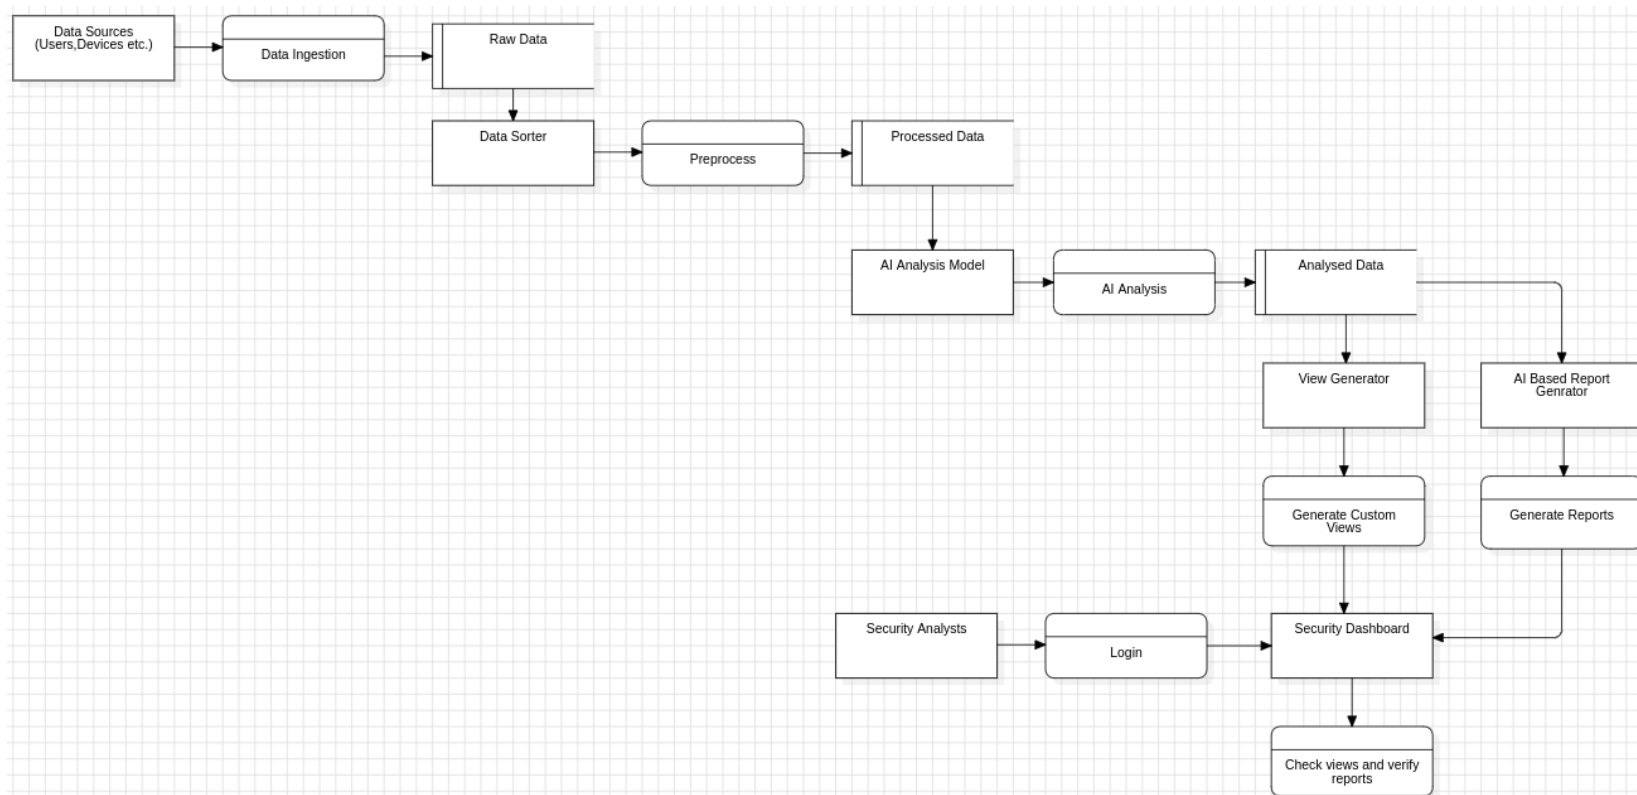 Data Sources
(Users,Devices etc.)
Data Ingestion
Raw Data
Data Sorter
Preprocess
Processed Data
AI Analysis Model
AI Analysis
Analysed Data
View Generator
AI Based Report
Genrator
Generate Custom
Views
Generate Reports
Security Analysts
Login
Security Dashboard
Check views and verify
reports